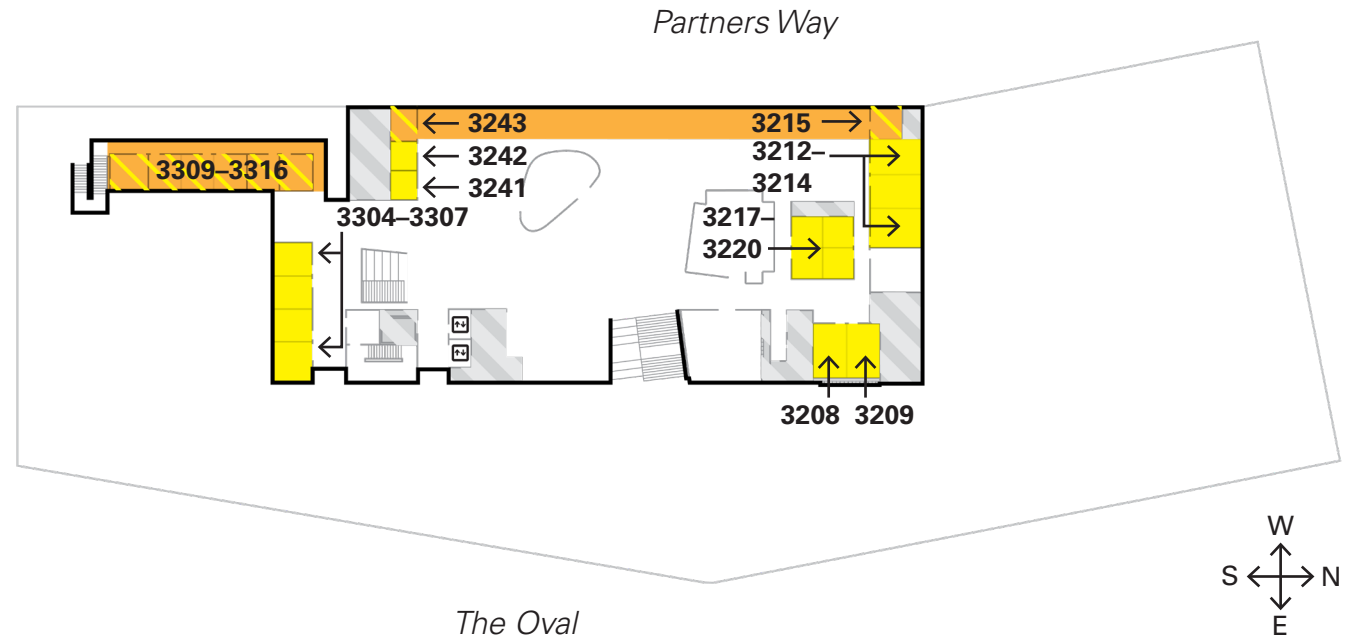 Partners Way
3243
3215
3242
3212–
3214
3309–3316
3241
3304–3307
3217–
3220
3208
3209
W
S
N
E
The Oval